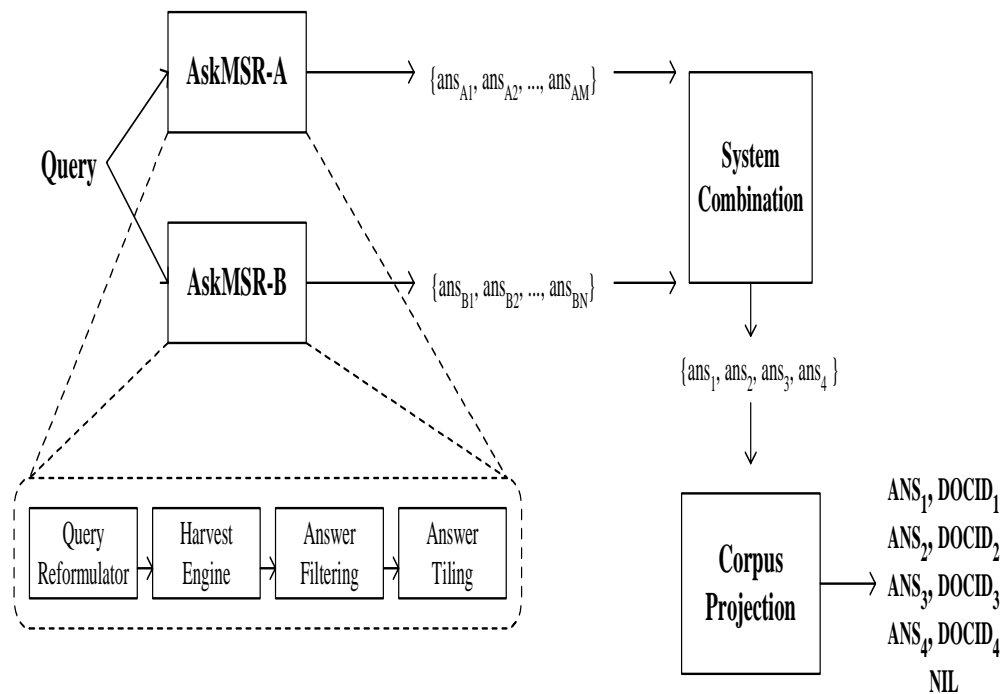 AskMSR-A
{ans_A1, ans_A2, ..., ans_AM}
Query
System
Combination
AskMSR-B
{ans_B1, ans_B2, ..., ans_BN}
{ans_1, ans_2, ans_3, ans_4 }
Query
Reformulator
Harvest
Engine
Answer
Filtering
Answer
Tiling
Corpus
Projection
ANS_1, DOCID_1
ANS_2, DOCID_2
ANS_3, DOCID_3
ANS_4, DOCID_4
NIL